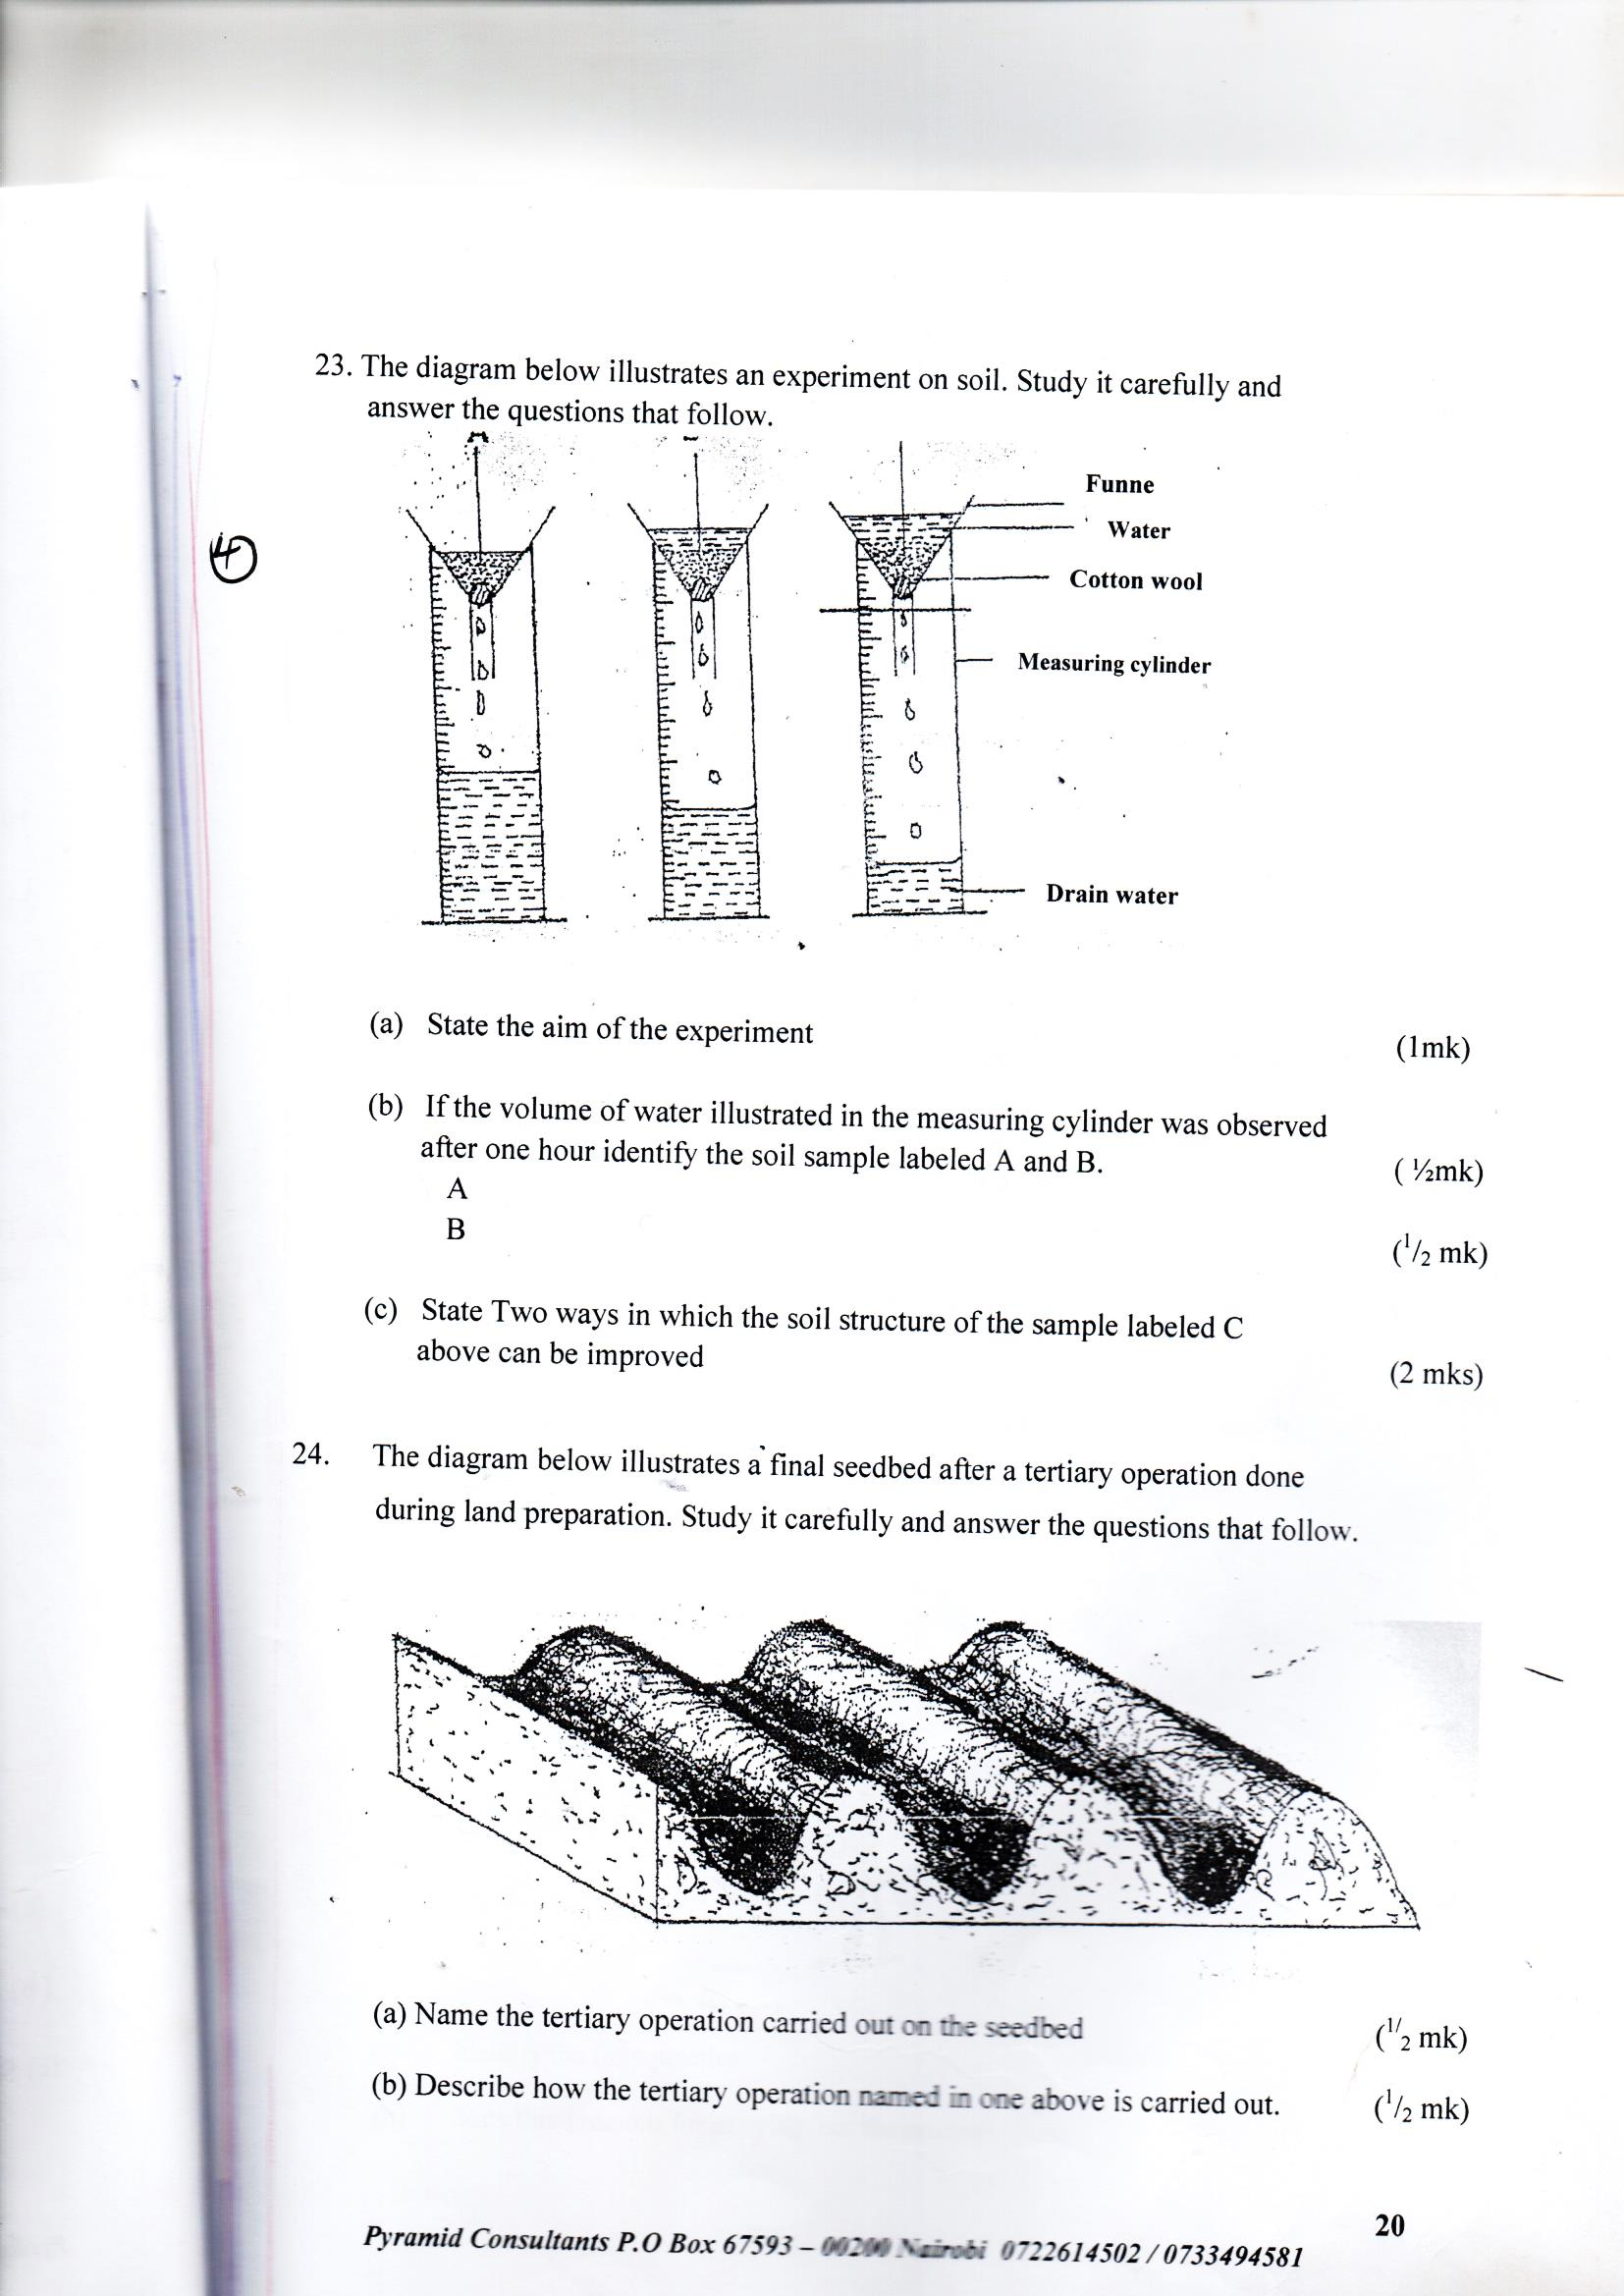 23. The diagram below illustrates an experiment on soil. Study it carefully and
answer the questions that follow.
A
Funne
Water
4
Cotton wool
Measuring cylinder
Drain water
(a) State the aim of the experiment (1mk)
(b) If the volume of water illustrated in the measuring cylinder was observed
after one hour identify the soil sample labeled A and B. ( ½mk)
A
B (1/2 mk)
(c) State Two ways in which the soil structure of the sample labeled C
above can be improved (2 mks)
24. The diagram below illustrates a final seedbed after a tertiary operation done
during land preparation. Study it carefully and answer the questions that follow.
(a) Name the tertiary operation carried out on the seedbed (1/2 mk)
(b) Describe how the tertiary operation named in one above is carried out. (1/2 mk)
20
Pyramid Consultants P.O Box 67593 – 00200 Nairobi 0722614502 / 0733494581